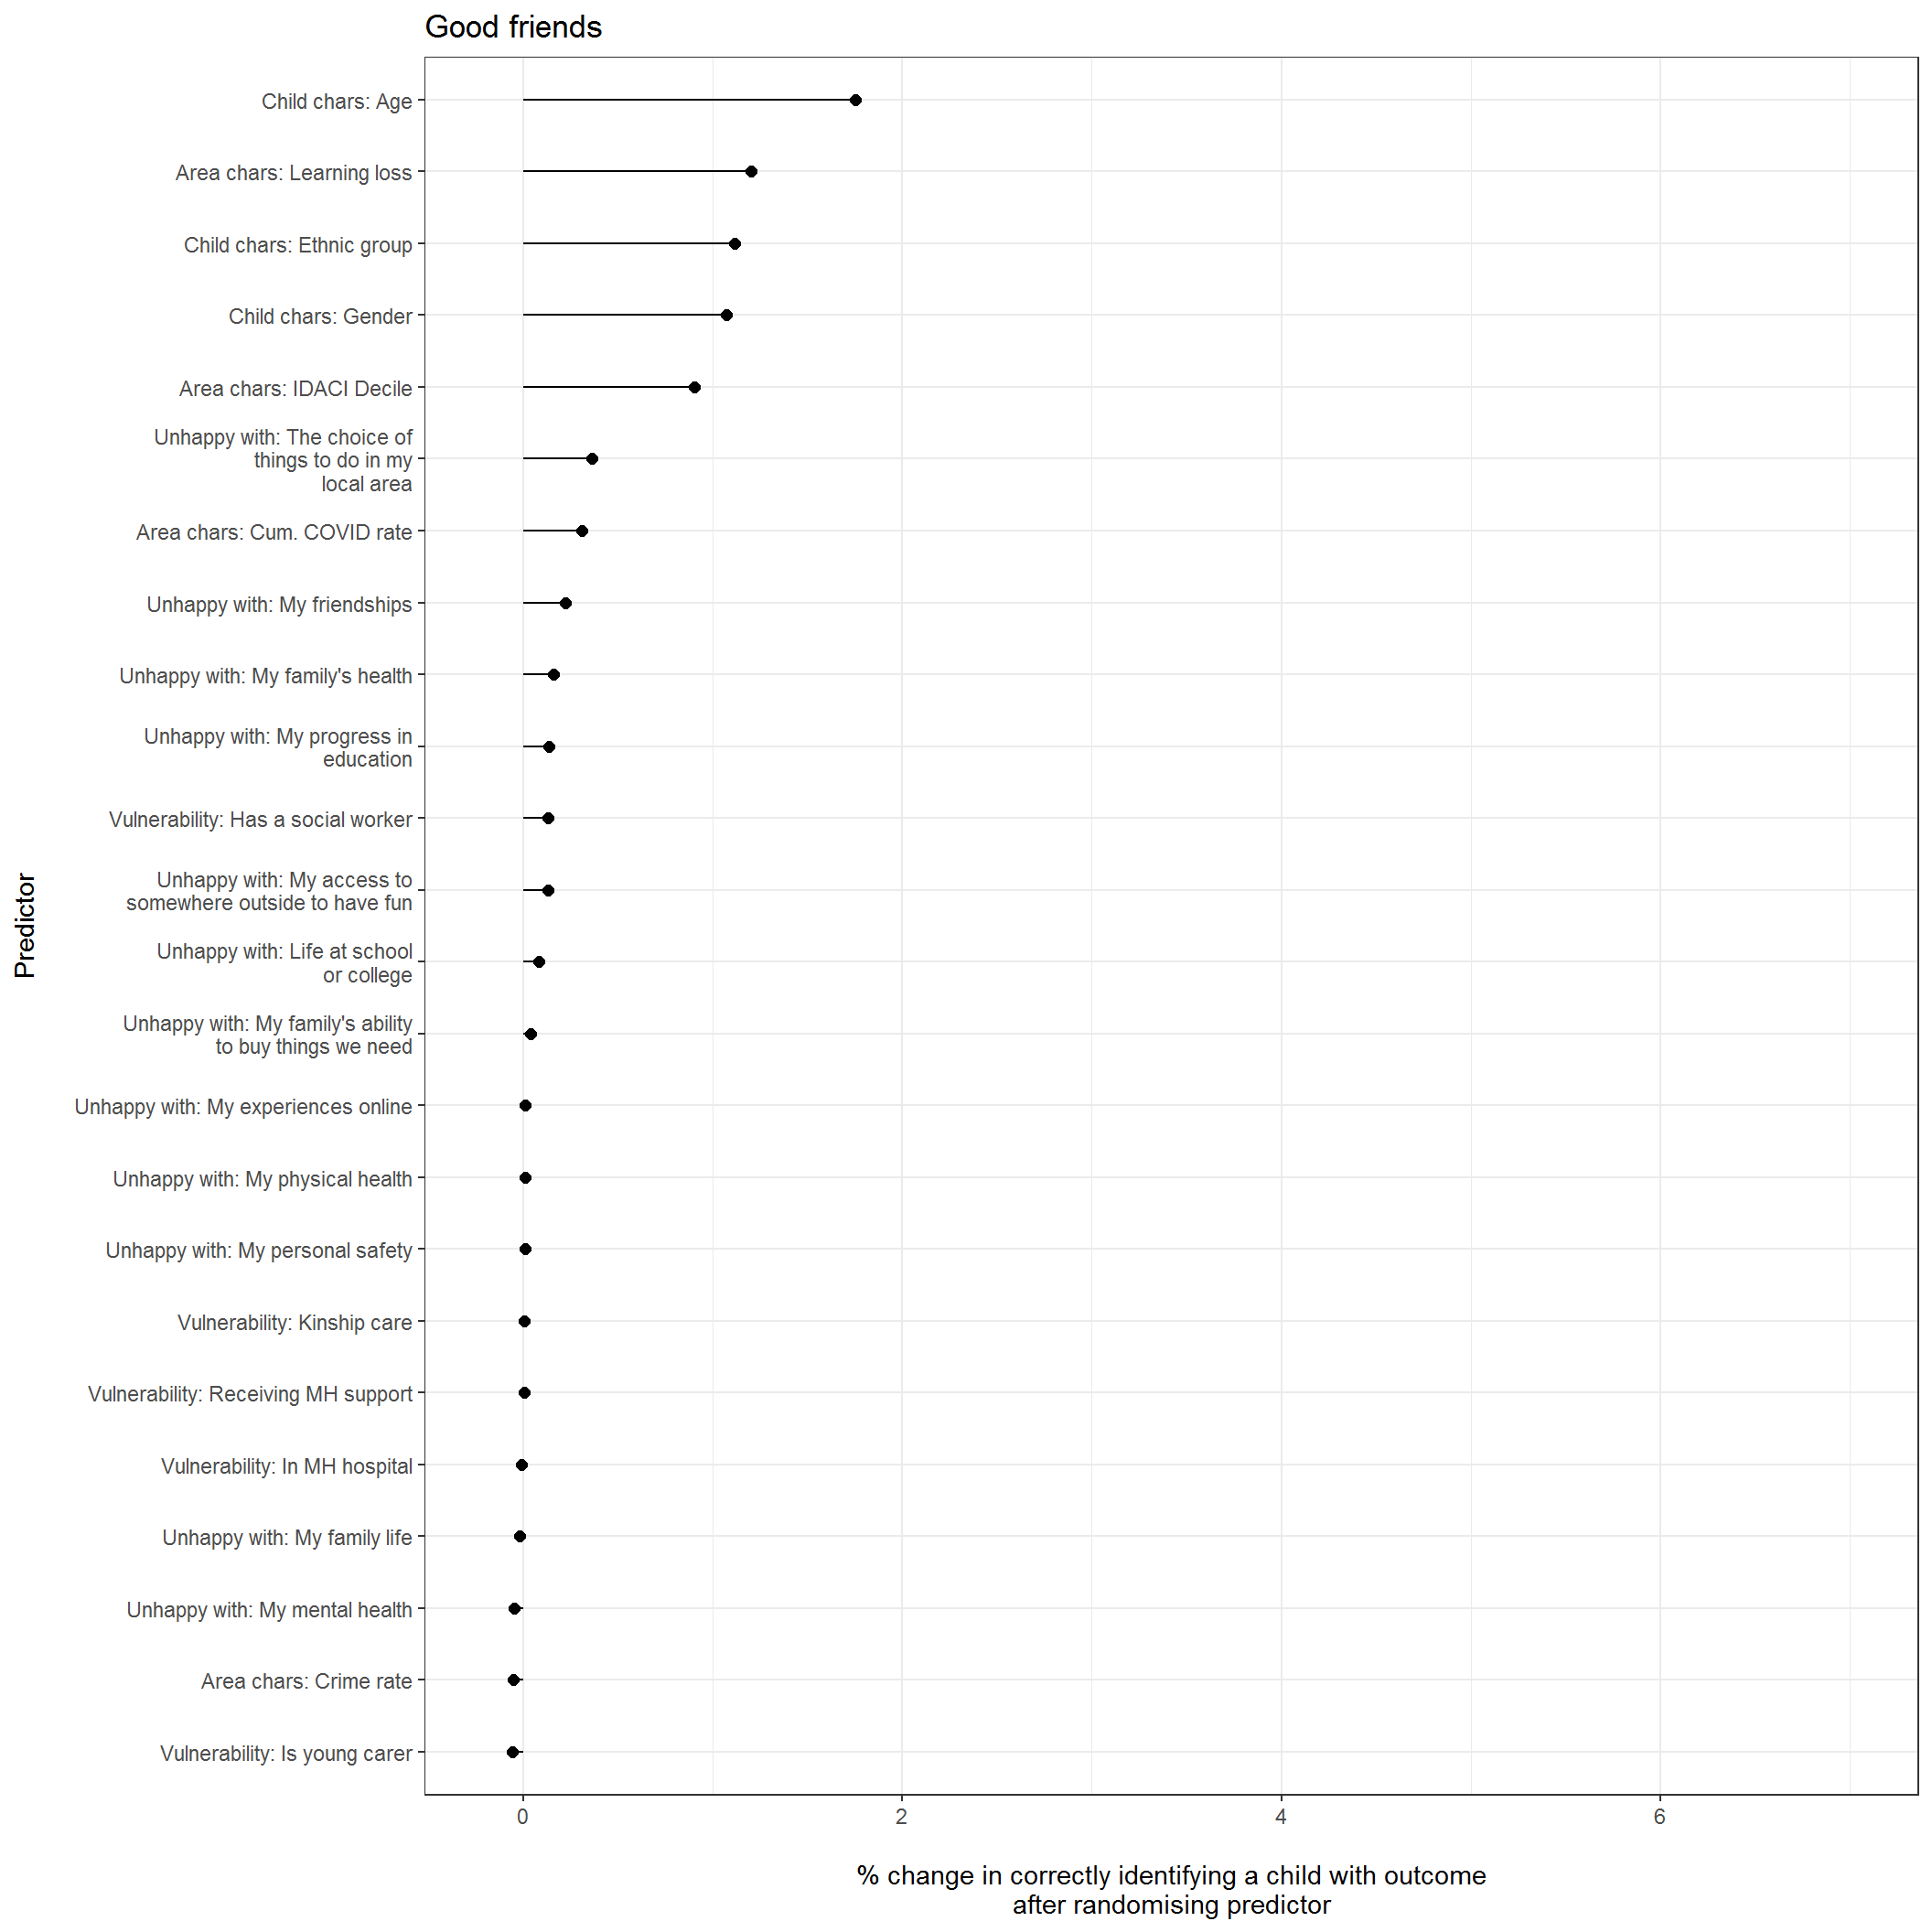 Good friends
Child chars: Age
Area chars: Learning loss
Child chars: Ethnic group
Child chars: Gender
Area chars: IDACI Decile
Unhappy with: The choice of
things to do in my
local area
Area chars: Cum. COVID rate
Unhappy with: My friendships
Unhappy with: My family's health
Unhappy with: My progress in
education
Vulnerability: Has a social worker
Unhappy with: My access to
somewhere outside to have fun
Unhappy with: Life at school
or college
Unhappy with: My family's ability
to buy things we need
Unhappy with: My experiences online
Unhappy with: My physical health
Unhappy with: My personal safety
Vulnerability: Kinship care
Vulnerability: Receiving MH support
Vulnerability: In MH hospital
Unhappy with: My family life
Unhappy with: My mental health
Area chars: Crime rate
Vulnerability: Is young carer
Predictor
0 2 4 6
% change in correctly identifying a child with outcome
after randomising predictor